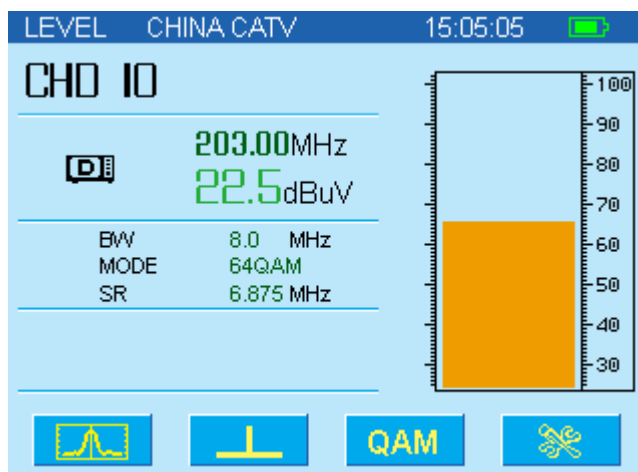 LEVEL CHINA CATV 15:05:05
CHD 10
D
203.00MHz
22.5dBuV
BW 8.0 MHz
MODE 64QAM
SR 6.875 MHz
100
90
80
70
60
50
40
30
QAM